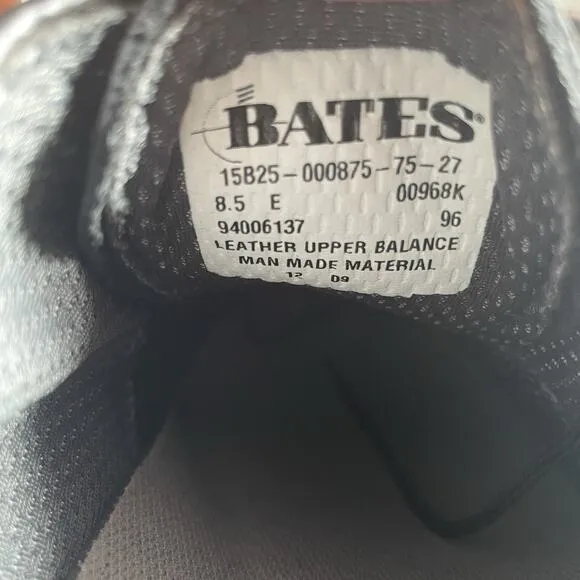 BATES®
15B25-000875-75-27
8.5 E 00968K
94006137 96
LEATHER UPPER BALANCE
MAN MADE MATERIAL
12 09